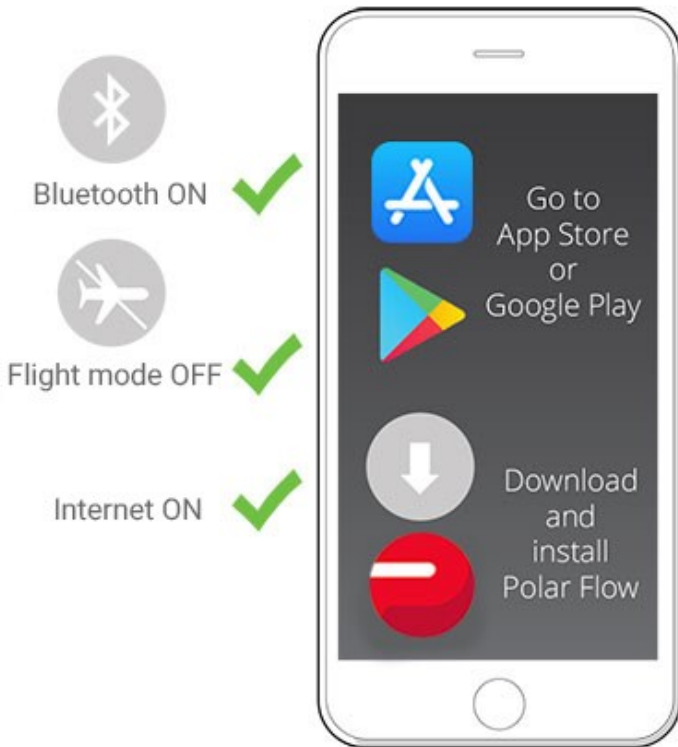 Bluetooth ON
Flight mode OFF
Internet ON
Go to
App Store
or
Google Play
Download
and
install
Polar Flow